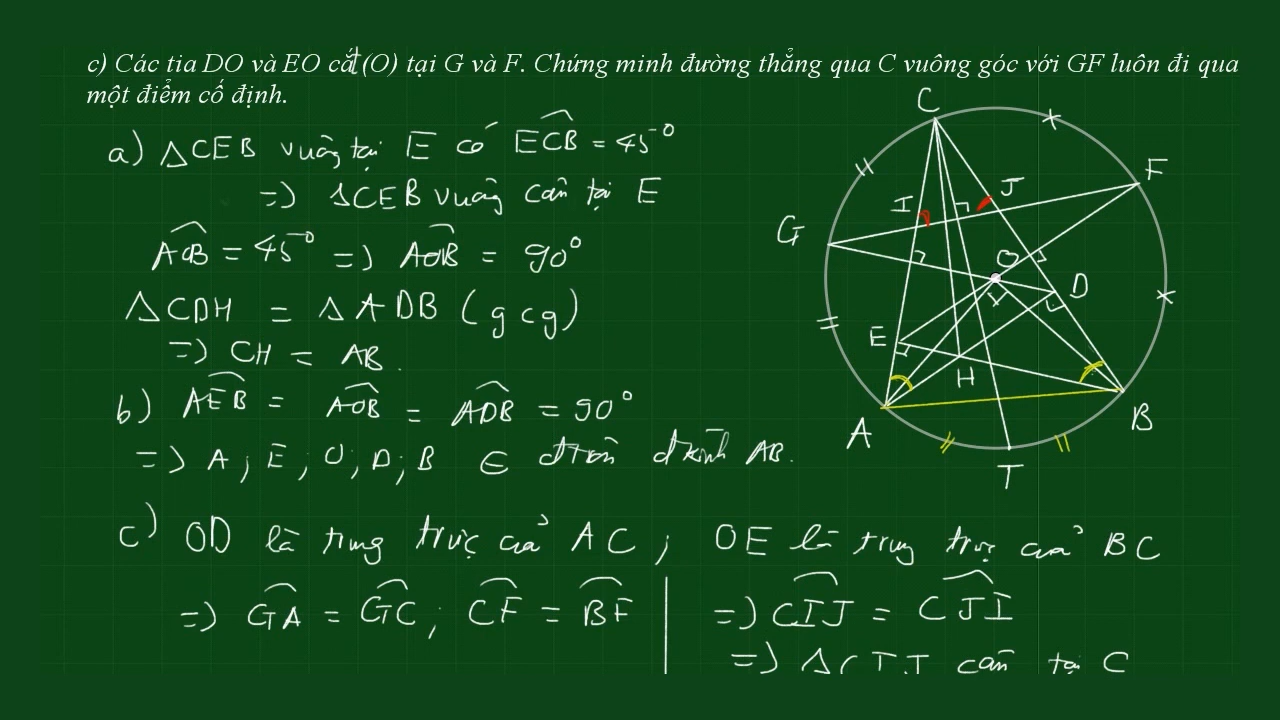 c) Các tia DO và EO cắt (O) tại G và F. Chứng minh đường thẳng qua C vuông góc với GF luôn đi qua
một điểm cố định.
a) ΔCEB vuông tại E có ECB = 45°
=> ΔCEB vuông cân tại E
ACB = 45° => AOB = 90°
ΔCDH = ΔADB (gcg)
=> CH = AB.
b) AEB = AOB = ADB = 90°
=> A; E; O; D; B ∈ đtròn đkính AB.
c) OD là trung trực của AC; OE là trung trực của BC
=> GA = GC; CF = BF
=> CIJ = CJI
=> ΔCIJ cân tại C
C
F
J
I
G
O
D
E
H
A
B
T